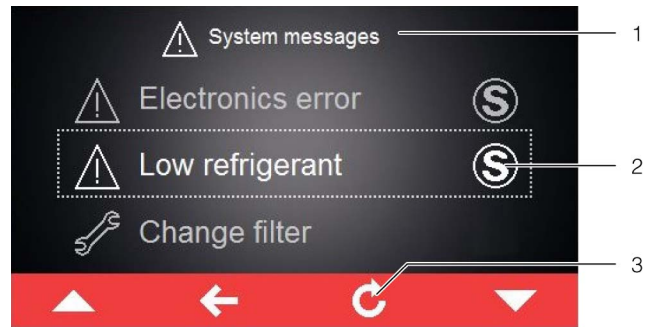 System messages
1
Electronics error
S
Low refrigerant
S
2
Change filter
3